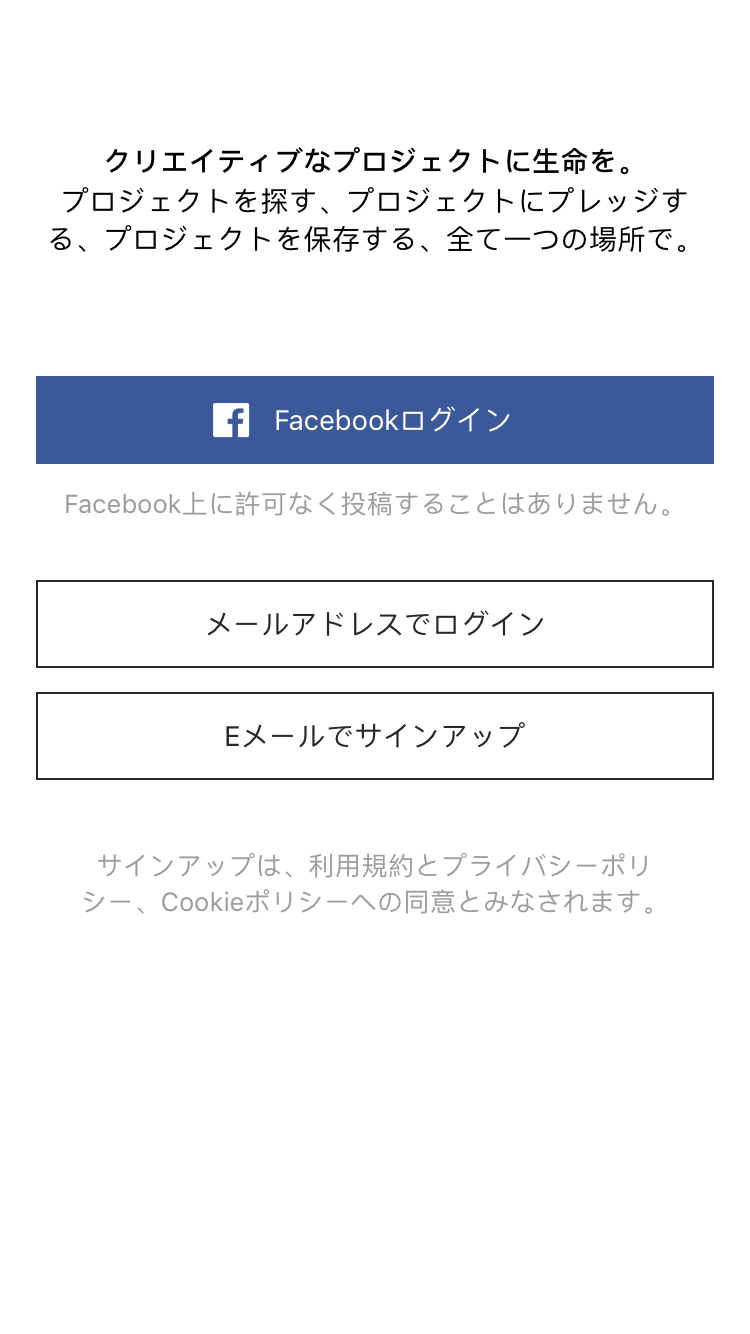 クリエイティブなプロジェクトに生命を。
プロジェクトを探す、プロジェクトにプレッジす
る、プロジェクトを保存する、全て一つの場所で。
Facebookログイン
Facebook上に許可なく投稿することはありません。
メールアドレスでログイン
Eメールでサインアップ
サインアップは、利用規約とプライバシーポリ
シー、Cookieポリシーへの同意とみなされます。